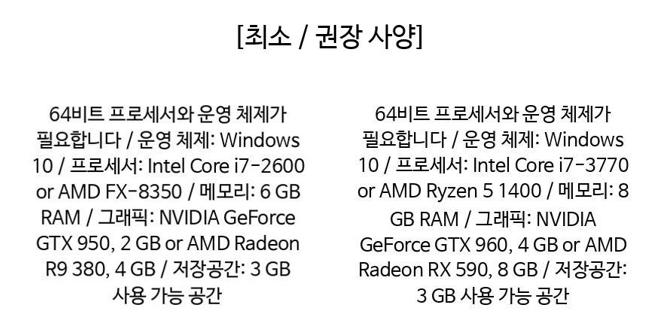 [최소 / 권장 사양]
64비트 프로세서와 운영 체제가
필요합니다 / 운영 체제: Windows
10 / 프로세서: Intel Core i7-2600
or AMD FX-8350 / 메모리: 6 GB
RAM / 그래픽: NVIDIA GeForce
GTX 950, 2 GB or AMD Radeon
R9 380, 4 GB / 저장공간: 3 GB
사용 가능 공간
64비트 프로세서와 운영 체제가
필요합니다 / 운영 체제: Windows
10 / 프로세서: Intel Core i7-3770
or AMD Ryzen 5 1400 / 메모리: 8
GB RAM / 그래픽: NVIDIA
GeForce GTX 960, 4 GB or AMD
Radeon RX 590, 8 GB / 저장공간:
3 GB 사용 가능 공간